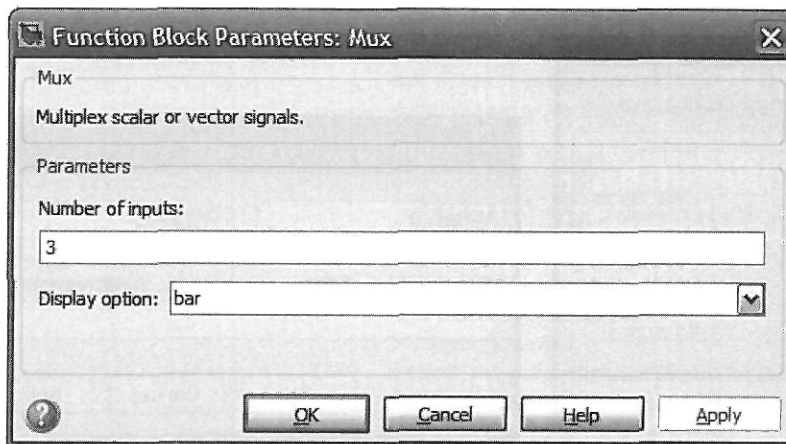 Function Block Parameters: Mux
Mux
Multiplex scalar or vector signals.
Parameters
Number of inputs:
3
Display option: bar
OK Cancel Help Apply